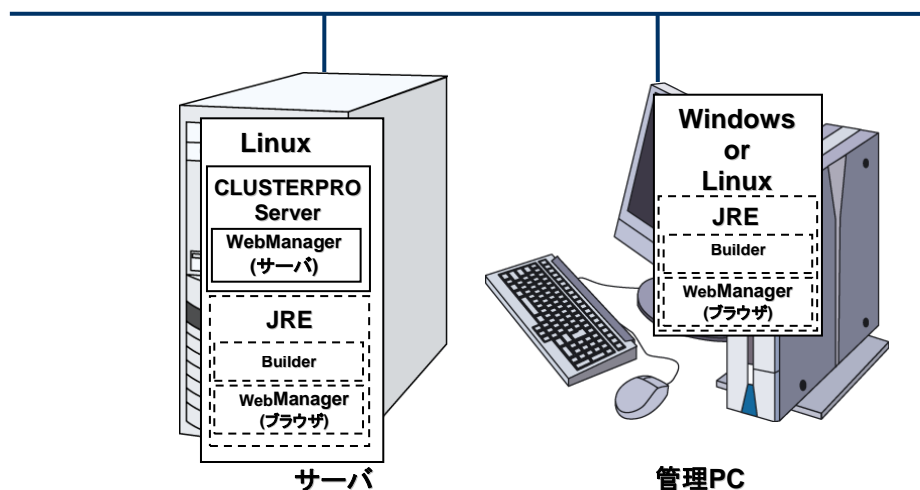 Linux
CLUSTERPRO
Server
WebManager
(サーバ)
JRE
Builder
WebManager
(ブラウザ)
サーバ
Windows
or
Linux
JRE
Builder
WebManager
(ブラウザ)
管理PC